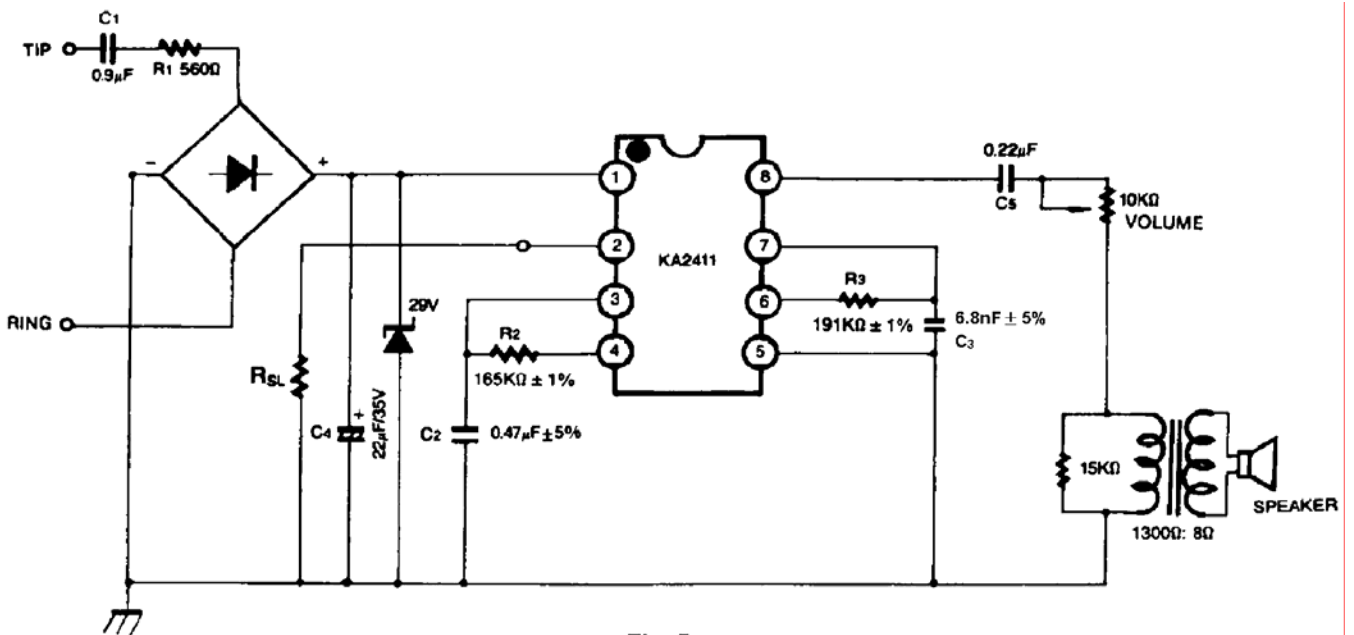 C1
TIP
0.9µF
R1 560Ω
-
+
0.22µF
1
8
C5
10KΩ
VOLUME
2
7
KA2411
29V
R3
3
6
191KΩ ± 1%
6.8nF ± 5%
C3
RING
R2
4
5
165KΩ ± 1%
RSL
+
C4
22µF/35V
C2
0.47µF±5%
15KΩ
SPEAKER
1300Ω: 8Ω